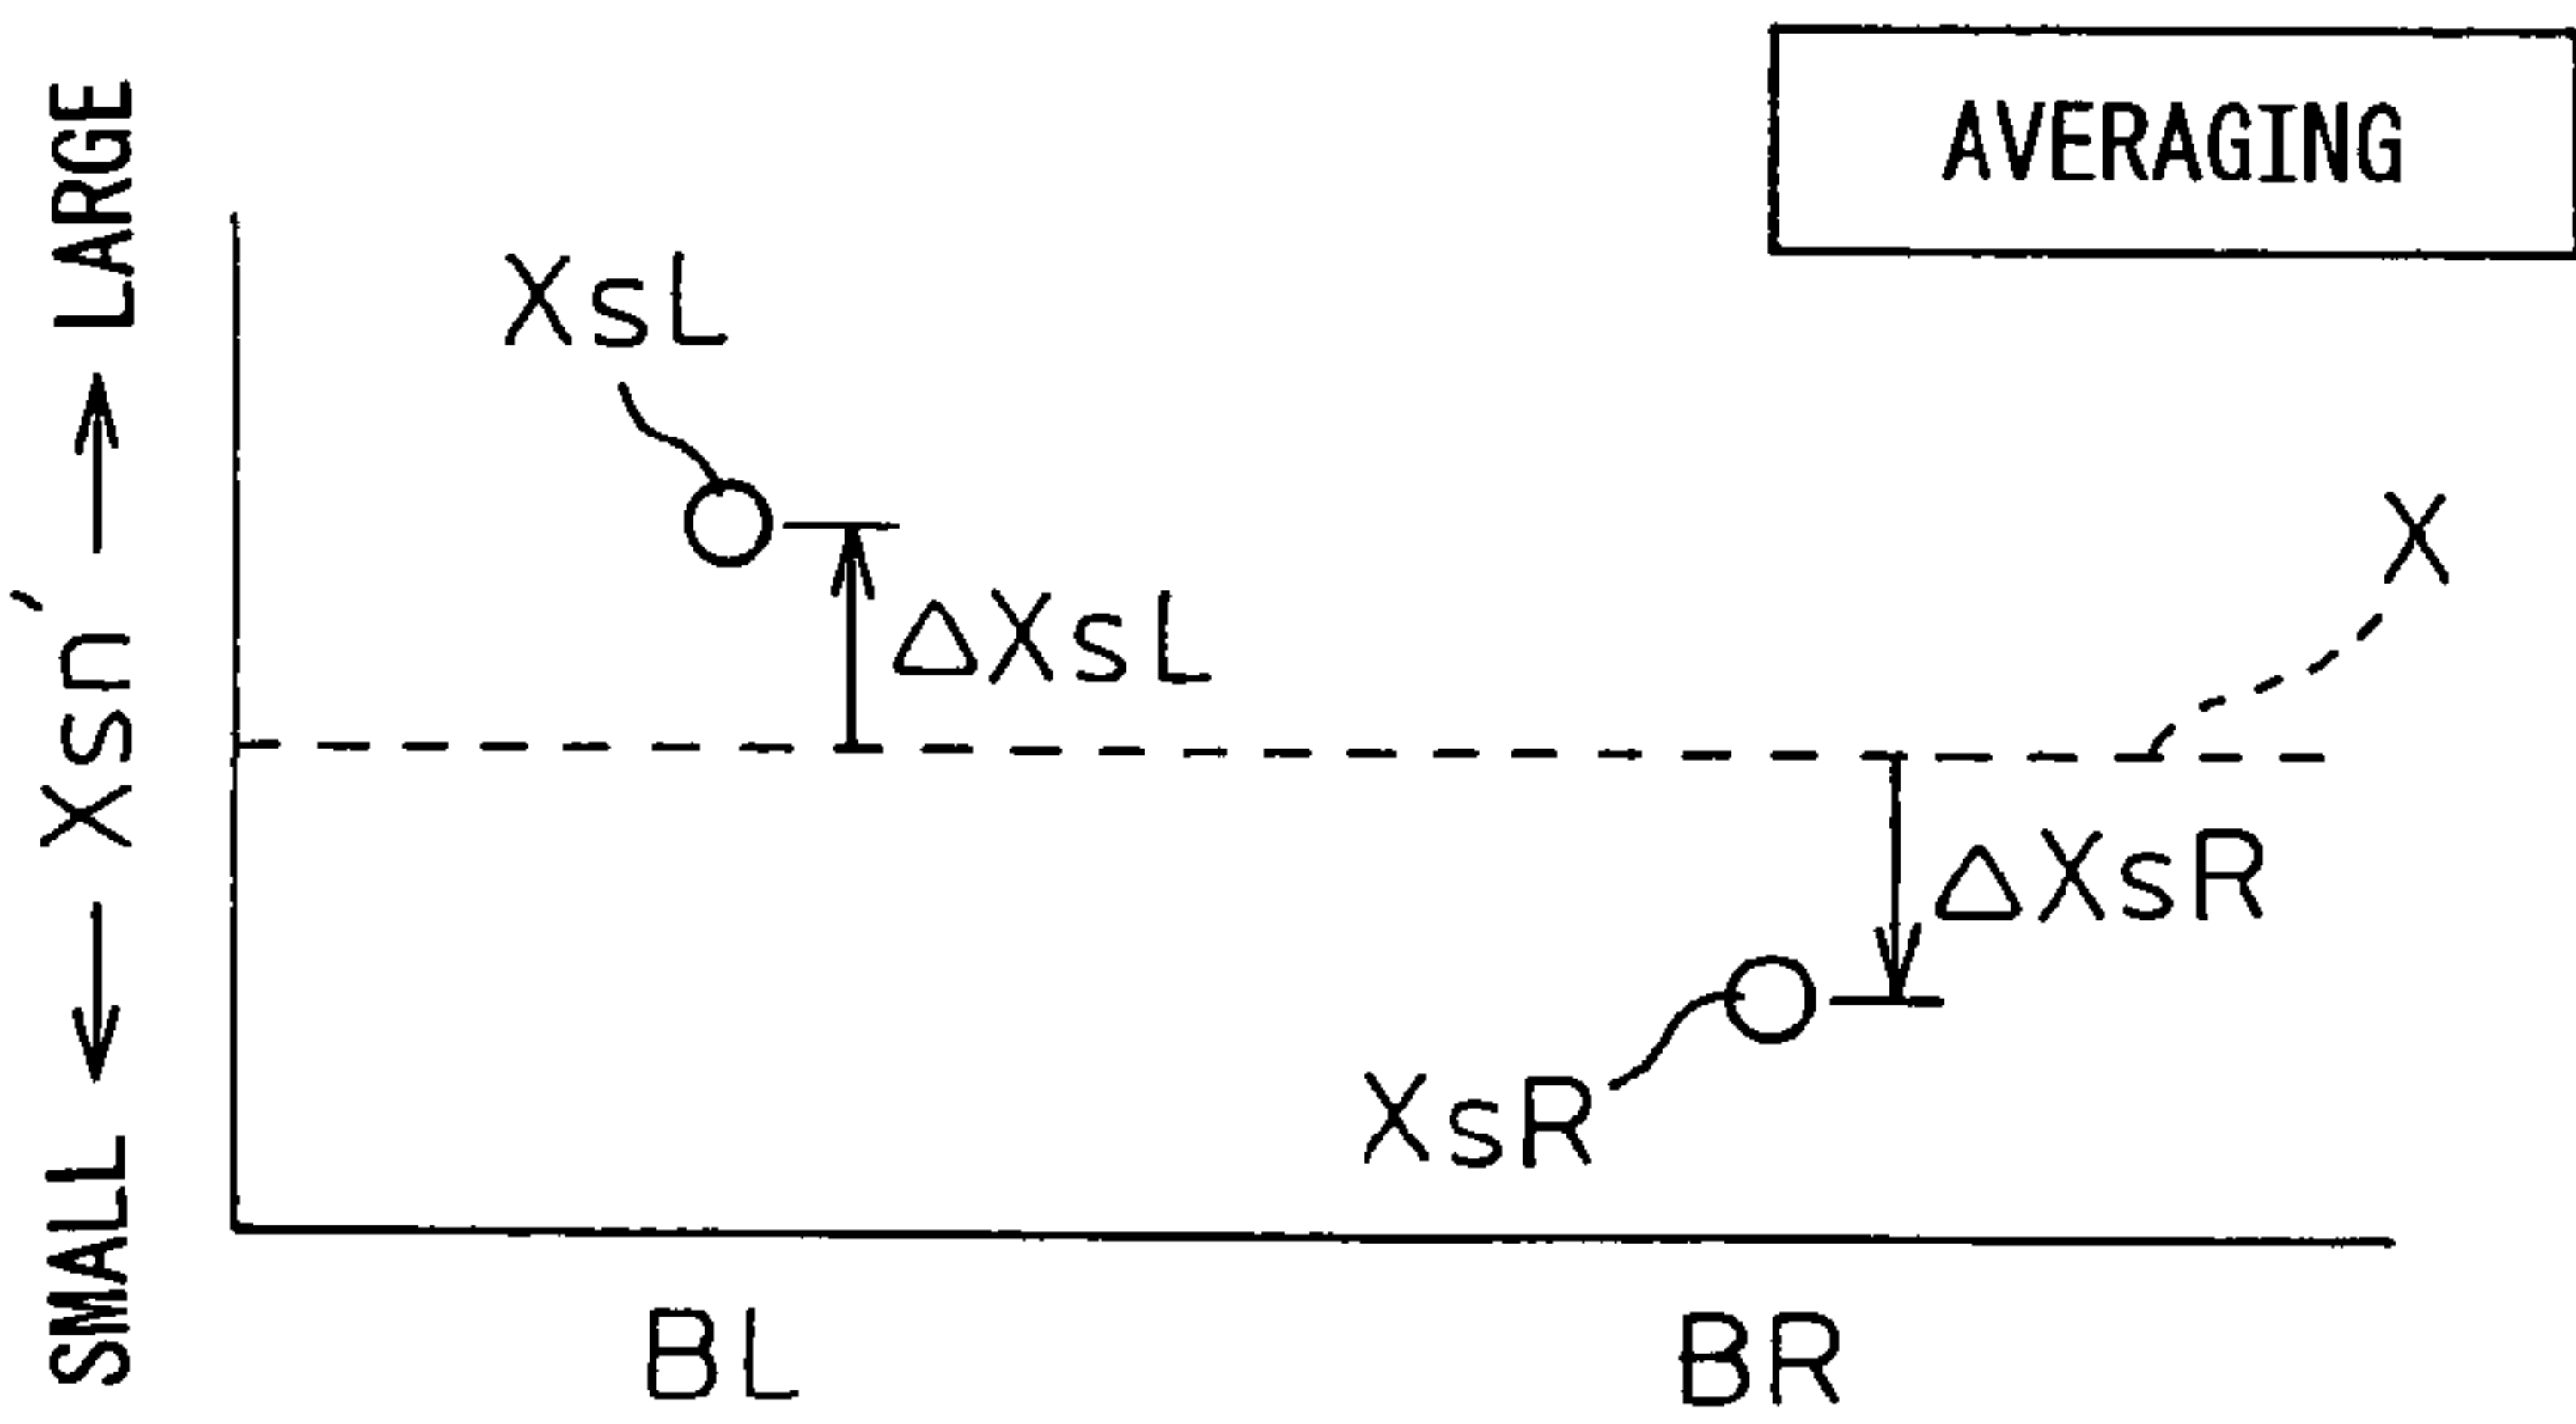 AVERAGING
LARGE
Xsn′
SMALL
XsL
ΔXsL
X
ΔXsR
XsR
BL
BR